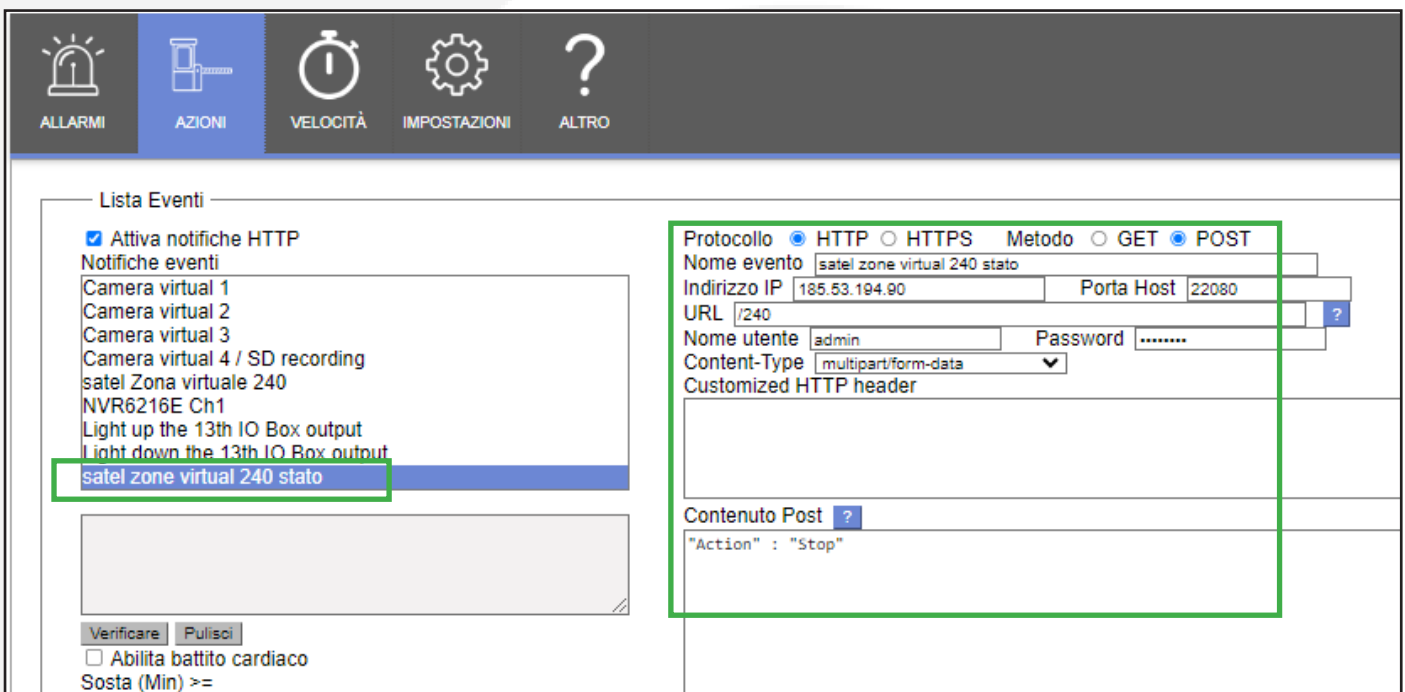 ALLARMI AZIONI VELOCITÀ IMPOSTAZIONI ? ALTRO
Lista Eventi
Attiva notifiche HTTP
Notifiche eventi
Camera virtual 1
Camera virtual 2
Camera virtual 3
Camera virtual 4 / SD recording
satel Zona virtuale 240
NVR6216E Ch1
Light up the 13th IO Box output
Light down the 13th IO Box output
satel zone virtual 240 stato
Verificare Pulisci
Abilita battito cardiaco
Sosta (Min) >=
Protocollo HTTP HTTPS Metodo GET POST
Nome evento satel zone virtual 240 stato
Indirizzo IP 185.53.194.90 Porta Host 22080
URL /240 ?
Nome utente admin Password ••••••••
Content-Type multipart/form-data
Customized HTTP header
Contenuto Post ?
"Action" : "Stop"